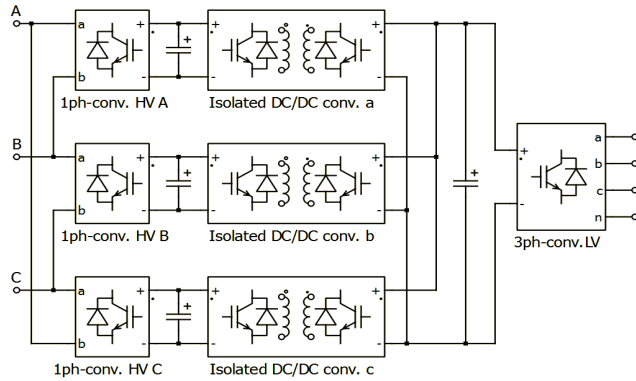 A
a
+
+
+
+
b
-
-
-
1ph-conv. HV A
Isolated DC/DC conv. a
B
a
+
+
+
+
b
-
-
-
1ph-conv. HV B
Isolated DC/DC conv. b
+
+
-
a
b
c
n
3ph-conv. LV
C
a
+
+
+
+
b
-
-
-
1ph-conv. HV C
Isolated DC/DC conv. c